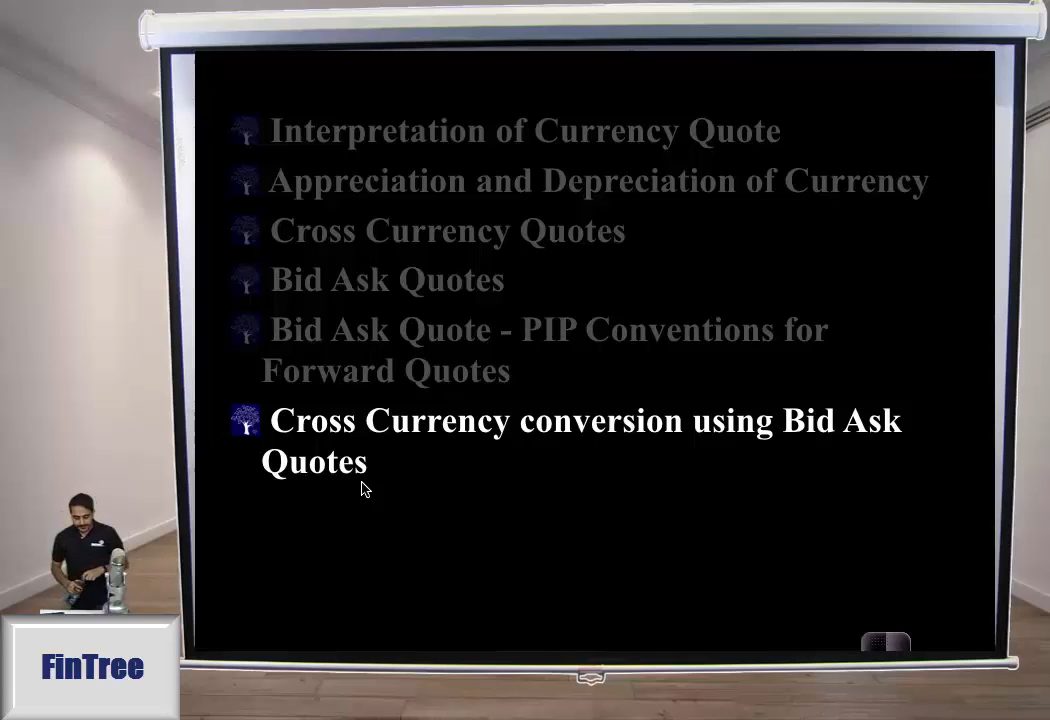 Interpretation of Currency Quote
Appreciation and Depreciation of Currency
Cross Currency Quotes
Bid Ask Quotes
Bid Ask Quote - PIP Conventions for
Forward Quotes
Cross Currency conversion using Bid Ask
Quotes
FinTree